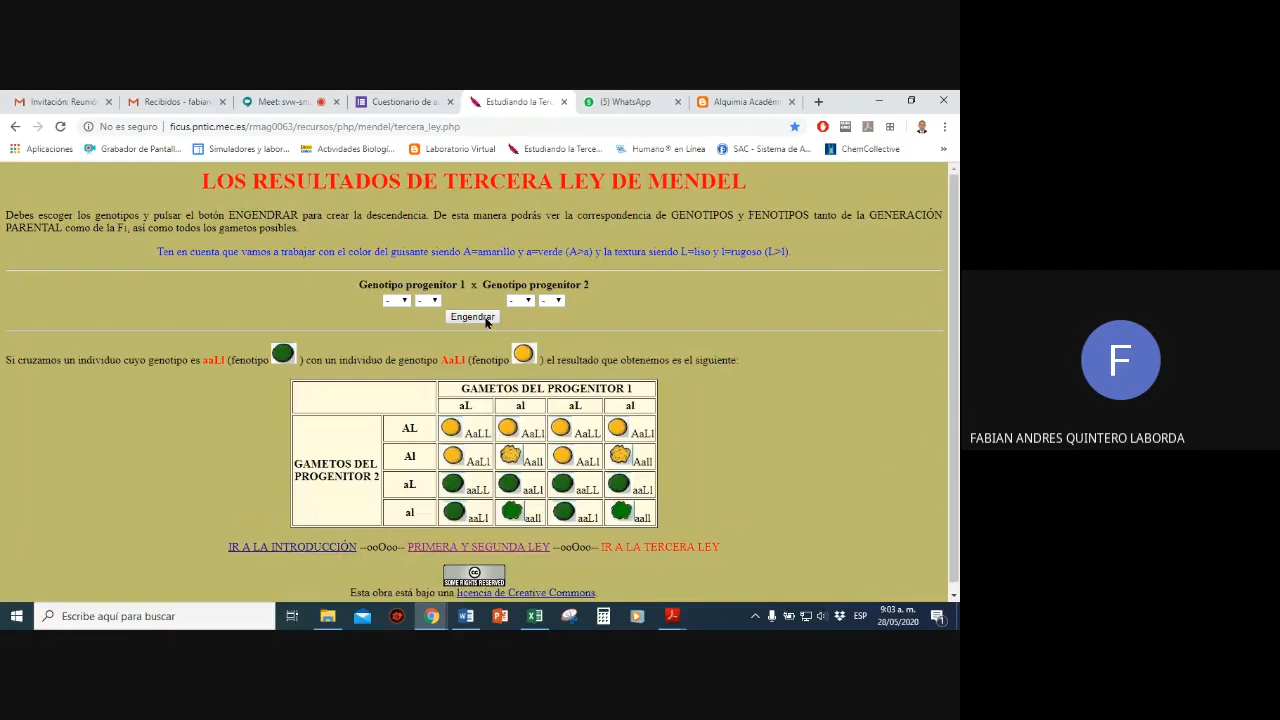 Invitación: Reunió
Recibidos - fabian
Meet: svw-sn
Cuestionario de a
Estudiando la Ter
(5) WhatsApp
Alquimia Académ
No es seguro | ficus.pntic.mec.es/rmag0063/recursos/php/mendel/tercera_ley.php
Aplicaciones
Grabador de Pantall...
Simuladores y labor...
Actividades Biologí...
Laboratorio Virtual
Estudiando la Terce...
Humano® en Línea
SAC - Sistema de A...
ChemCollective
»
LOS RESULTADOS DE TERCERA LEY DE MENDEL
Debes escoger los genotipos y pulsar el botón ENGENDRAR para crear la descendencia. De esta manera podrás ver la correspondencia de GENOTIPOS y FENOTIPOS tanto de la GENERACIÓN
PARENTAL como de la F1, así como todos los gametos posibles.
Ten en cuenta que vamos a trabajar con el color del guisante siendo A=amarillo y a=verde (A>a) y la textura siendo L=liso y l=rugoso (L>l).
Genotipo progenitor 1 x Genotipo progenitor 2
- - - -
Engendrar
Si cruzamos un individuo cuyo genotipo es aaLl (fenotipo ) con un individuo de genotipo AaLl (fenotipo ) el resultado que obtenemos es el siguiente:
GAMETOS DEL PROGENITOR 1
aL al aL al
GAMETOS DEL
PROGENITOR 2
AL AaLL AaLl AaLL AaLl
Al AaLl Aall AaLl Aall
aL aaLL aaLl aaLL aaLl
al aaLl aall aaLl aall
IR A LA INTRODUCCIÓN --ooOoo-- PRIMERA Y SEGUNDA LEY --ooOoo-- IR A LA TERCERA LEY
cc
SOME RIGHTS RESERVED
Esta obra está bajo una licencia de Creative Commons.
Escribe aquí para buscar
ESP
9:03 a. m.
28/05/2020
1
F
FABIAN ANDRES QUINTERO LABORDA